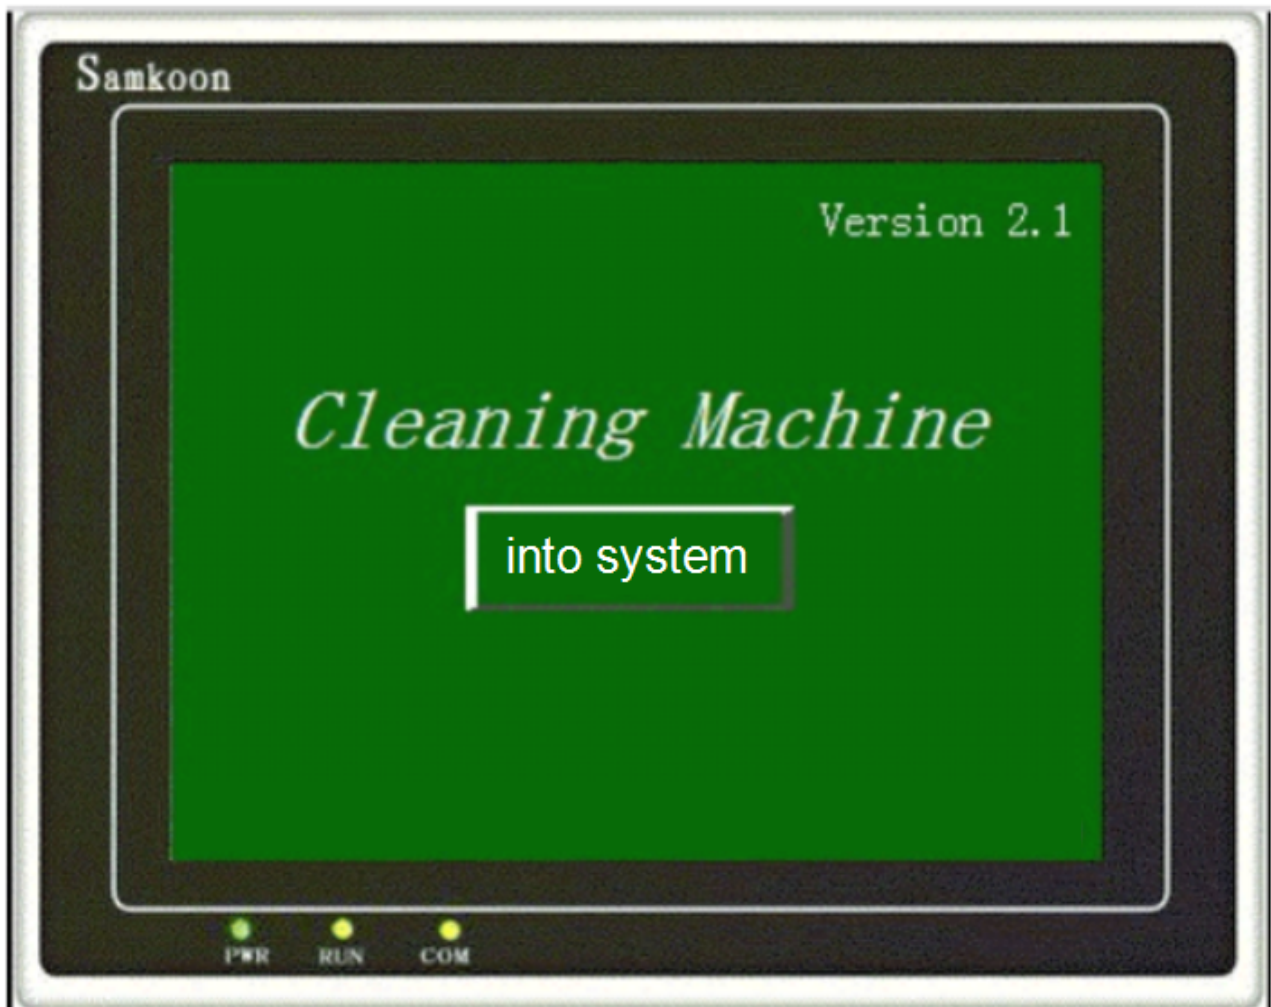 Samkoon
Version 2.1
Cleaning Machine
into system
PWR RUN COM